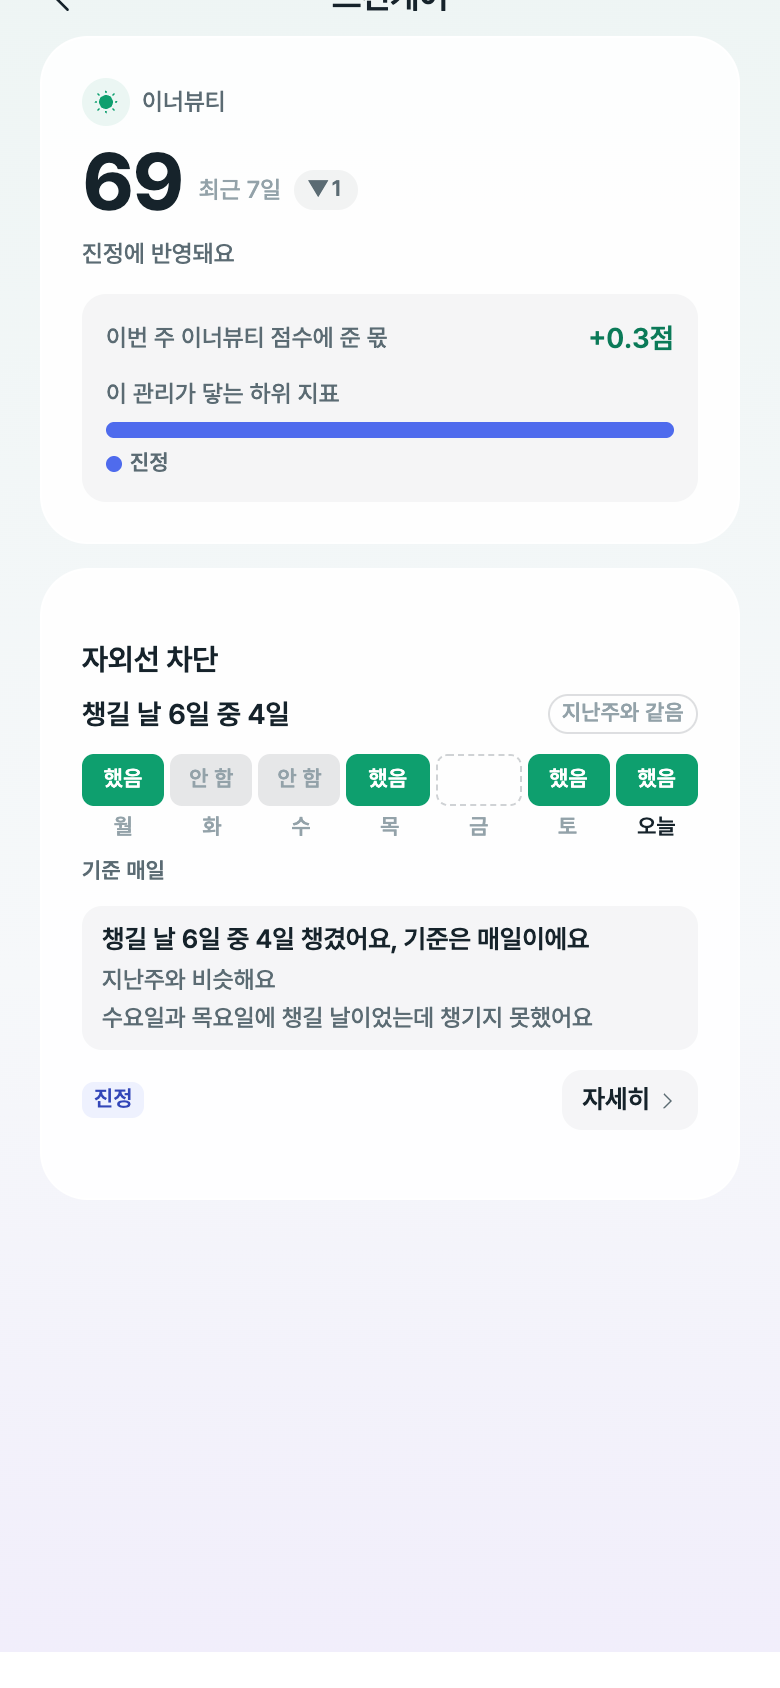 이너뷰티
69 최근 7일 ▼1
진정에 반영돼요
이번 주 이너뷰티 점수에 준 몫 +0.3점
이 관리가 닿는 하위 지표
진정
자외선 차단
챙길 날 6일 중 4일 지난주와 같음
했음 안 함 안 함 했음 했음 했음
월 화 수 목 금 토 오늘
기준 매일
챙길 날 6일 중 4일 챙겼어요, 기준은 매일이에요
지난주와 비슷해요
수요일과 목요일에 챙길 날이었는데 챙기지 못했어요
진정 자세히